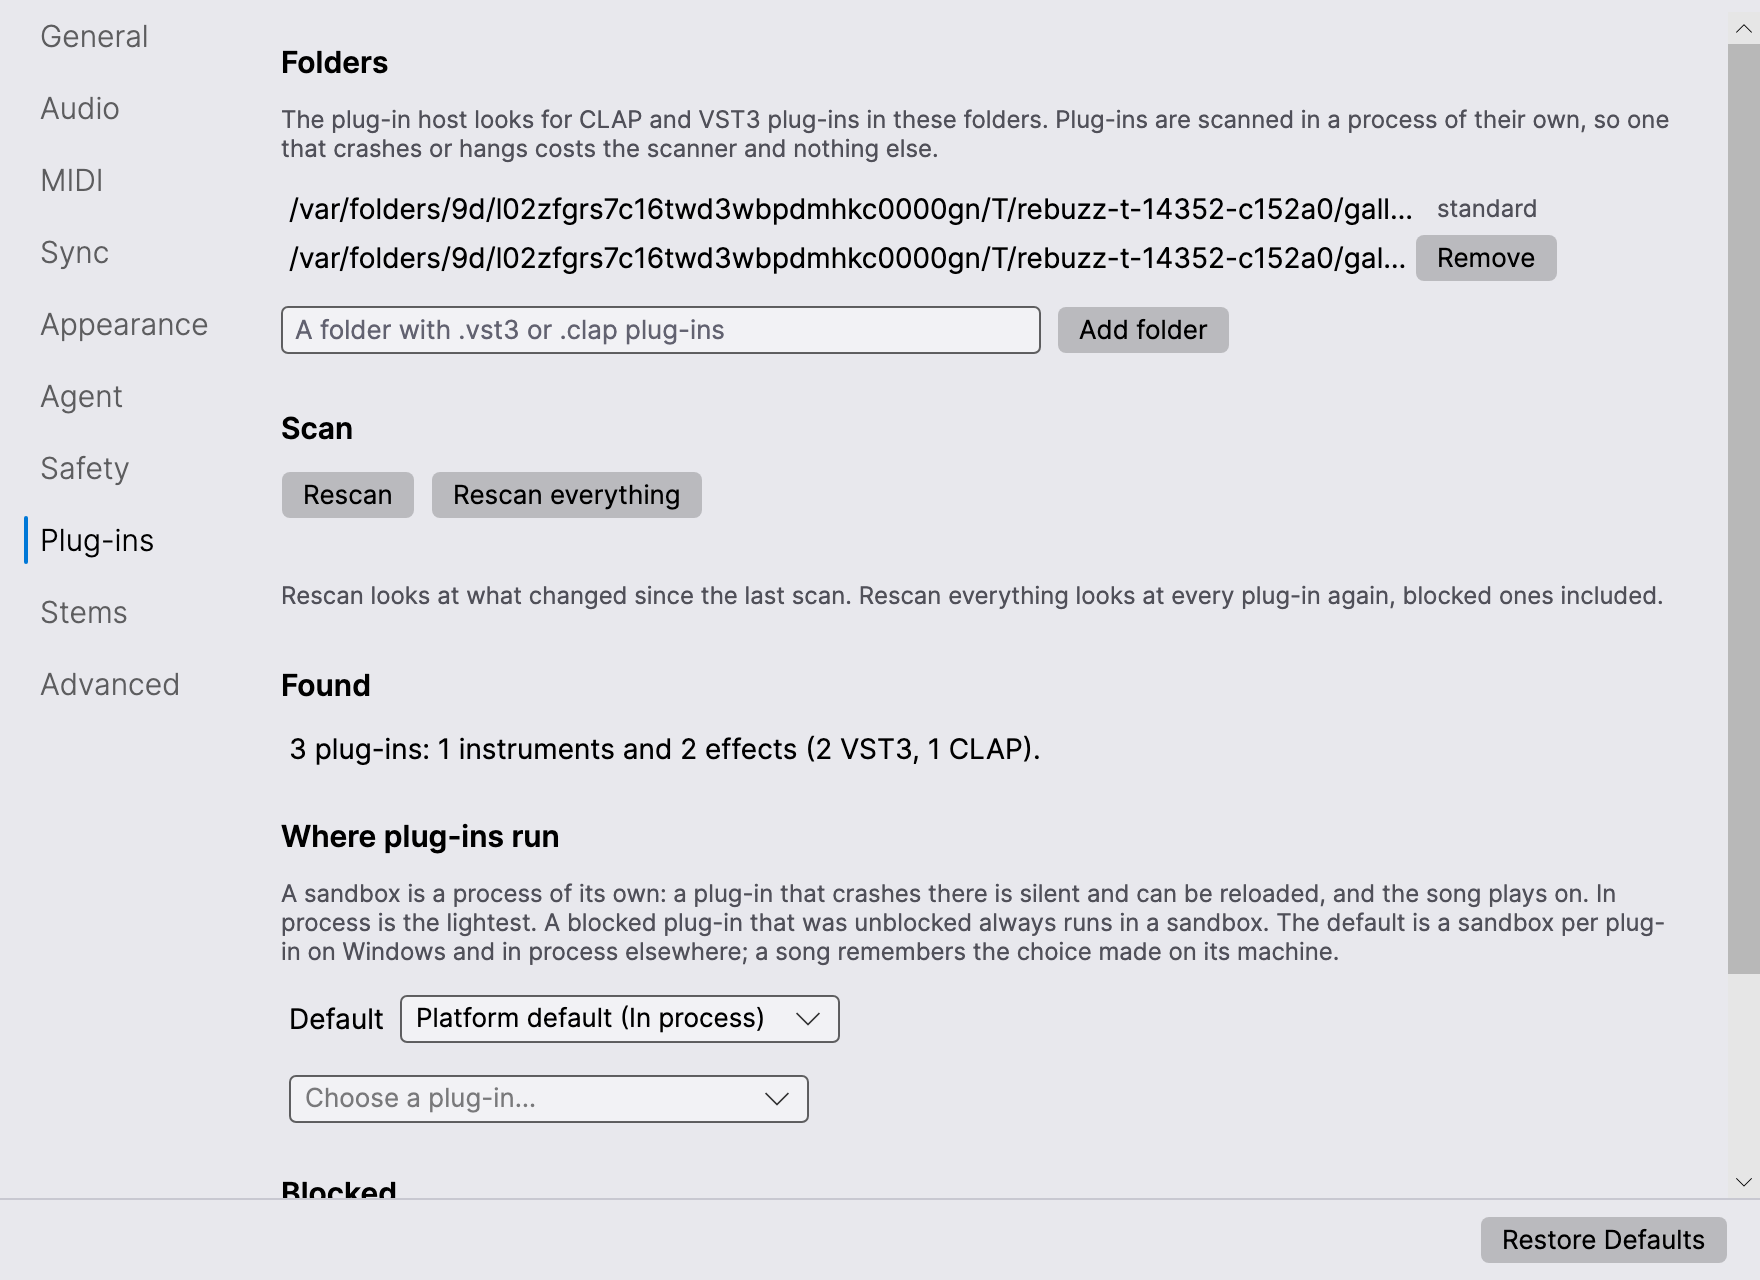 General
Audio
MIDI
Sync
Appearance
Agent
Safety
Plug-ins
Stems
Advanced
Folders
The plug-in host looks for CLAP and VST3 plug-ins in these folders. Plug-ins are scanned in a process of their own, so one
that crashes or hangs costs the scanner and nothing else.
/var/folders/9d/l02zfgrs7c16twd3wbpdmhkc0000gn/T/rebuzz-t-14352-c152a0/gall... standard
/var/folders/9d/l02zfgrs7c16twd3wbpdmhkc0000gn/T/rebuzz-t-14352-c152a0/gal... Remove
A folder with .vst3 or .clap plug-ins Add folder
Scan
Rescan Rescan everything
Rescan looks at what changed since the last scan. Rescan everything looks at every plug-in again, blocked ones included.
Found
3 plug-ins: 1 instruments and 2 effects (2 VST3, 1 CLAP).
Where plug-ins run
A sandbox is a process of its own: a plug-in that crashes there is silent and can be reloaded, and the song plays on. In
process is the lightest. A blocked plug-in that was unblocked always runs in a sandbox. The default is a sandbox per plug-
in on Windows and in process elsewhere; a song remembers the choice made on its machine.
Default Platform default (In process)
Choose a plug-in...
Blocked
Restore Defaults